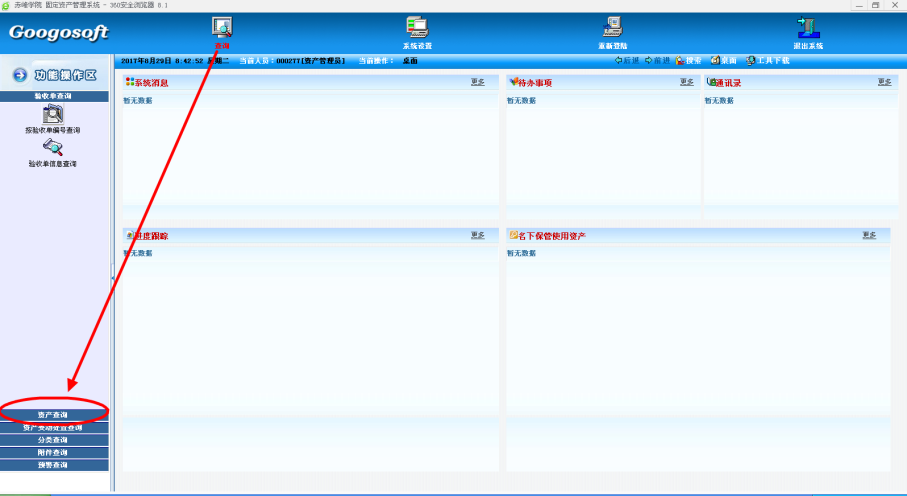 赤峰学院 固定资产管理系统 - 360安全浏览器 8.1
Googosoft
查询
系统设置
重新登陆
退出系统
2017年8月29日 8:42:52 星期二 当前人员：000277[资产管理员] 当前操作： 桌面
后退 前进 搜索 桌面 工具下载
功能操作区
验收单查询
按验收单编号查询
验收单信息查询
资产查询
资产变动处置查询
分类查询
附件查询
预警查询
系统消息 更多
暂无数据
待办事项 更多
暂无数据
通讯录 更多
暂无数据
进度跟踪 更多
暂无数据
名下保管使用资产 更多
暂无数据